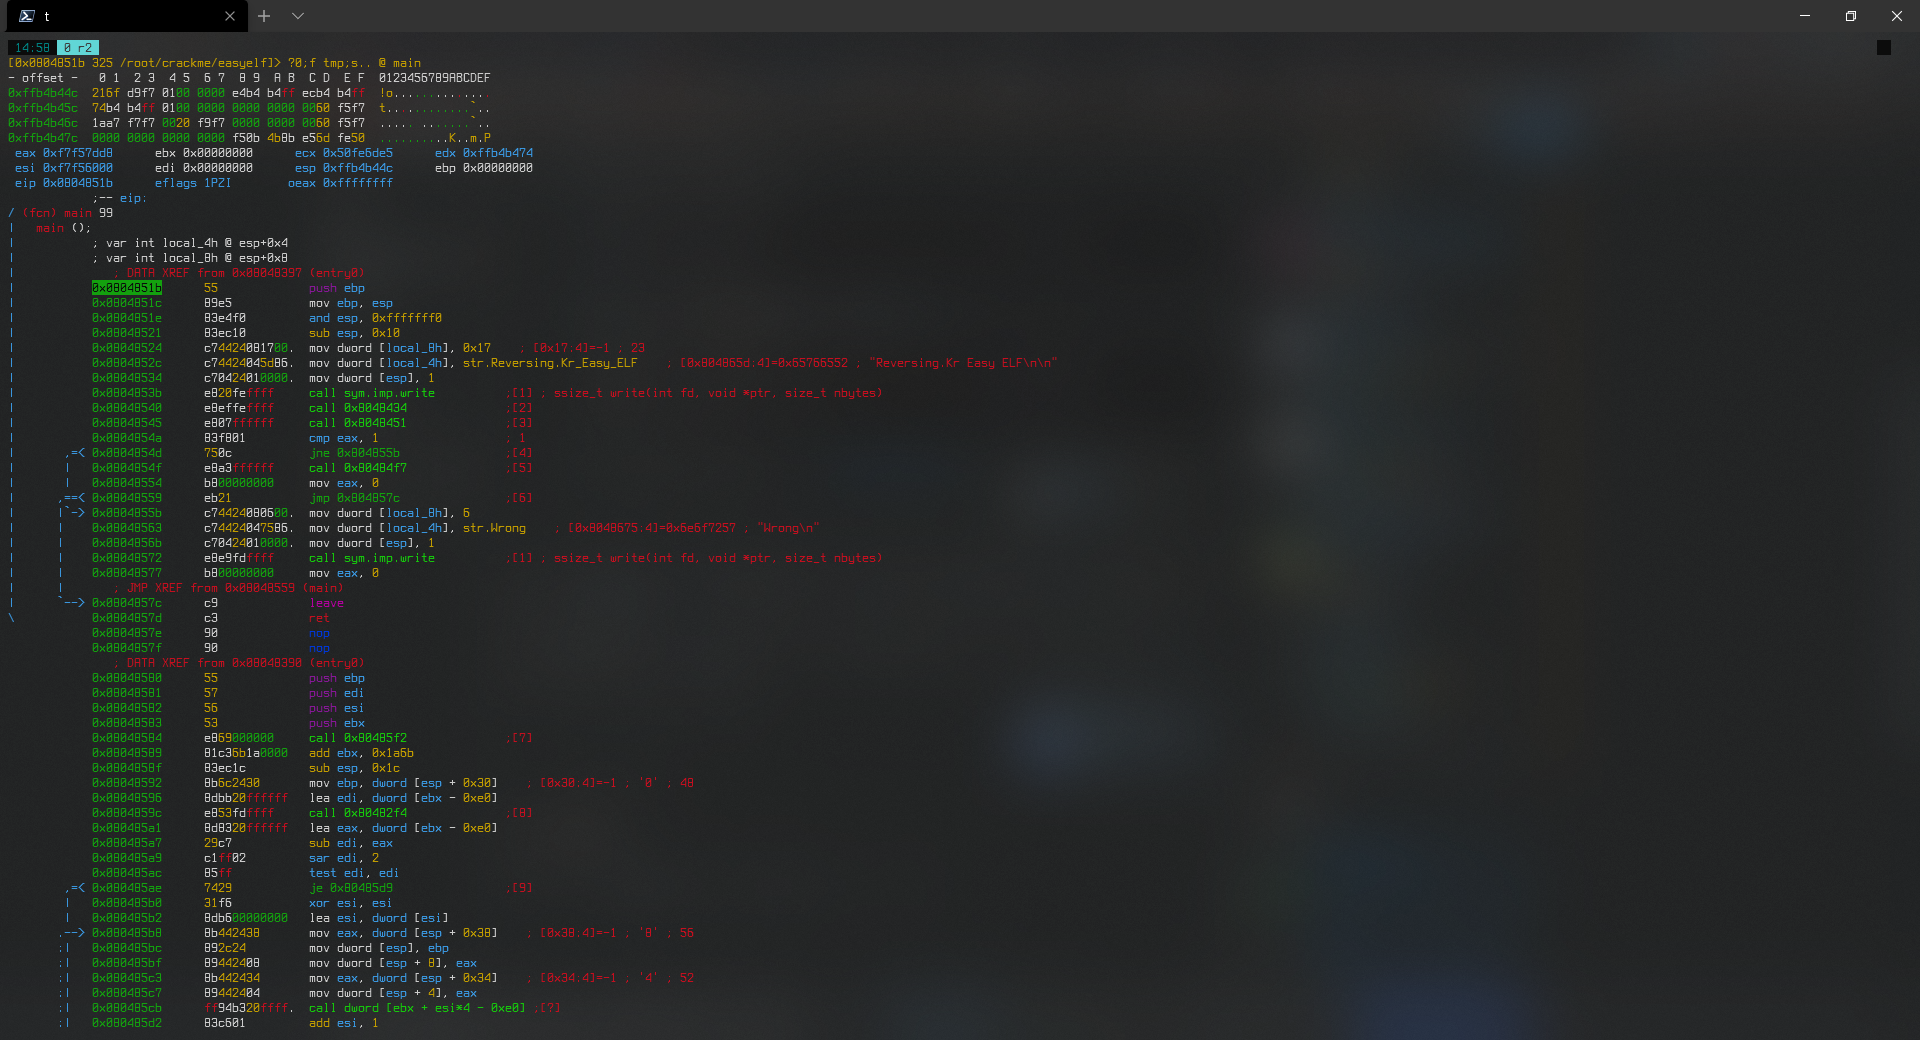 t
14:58 0 r2
[0x0804851b 325 /root/crackme/easyelf]> ?0;f tmp;s.. @ main
- offset -   0 1  2 3  4 5  6 7  8 9  A B  C D  E F  0123456789ABCDEF
0xffb4b44c  216f d9f7 0100 0000 e4b4 b4ff ecb4 b4ff  !o..............
0xffb4b45c  74b4 b4ff 0100 0000 0000 0000 0060 f5f7  t............`..
0xffb4b46c  1aa7 f7f7 0020 f9f7 0000 0000 0060 f5f7  ..... .......`..
0xffb4b47c  0000 0000 0000 0000 f50b 4b8b e56d fe50  ..........K..m.P
eax 0xf7f57dd8      ebx 0x00000000      ecx 0x50fe6de5      edx 0xffb4b474
esi 0xf7f56000      edi 0x00000000      esp 0xffb4b44c      ebp 0x00000000
eip 0x0804851b      eflags 1PZI        oeax 0xffffffff
;-- eip:
/ (fcn) main 99
|   main ();
|           ; var int local_4h @ esp+0x4
|           ; var int local_8h @ esp+0x8
|              ; DATA XREF from 0x08048397 (entry0)
|           0x0804851b      55             push ebp
|           0x0804851c      89e5           mov ebp, esp
|           0x0804851e      83e4f0         and esp, 0xfffffff0
|           0x08048521      83ec10         sub esp, 0x10
|           0x08048524      c74424081700.  mov dword [local_8h], 0x17    ; [0x17:4]=-1 ; 23
|           0x0804852c      c74424045d86.  mov dword [local_4h], str.Reversing.Kr_Easy_ELF    ; [0x804865d:4]=0x65766552 ; "Reversing.Kr Easy ELF\n\n"
|           0x08048534      c70424010000.  mov dword [esp], 1
|           0x0804853b      e820feffff     call sym.imp.write          ;[1] ; ssize_t write(int fd, void *ptr, size_t nbytes)
|           0x08048540      e8effeffff     call 0x8048434              ;[2]
|           0x08048545      e807ffffff     call 0x8048451              ;[3]
|           0x0804854a      83f801         cmp eax, 1                  ; 1
|       ,=< 0x0804854d      750c           jne 0x804855b               ;[4]
|       |   0x0804854f      e8a3ffffff     call 0x80484f7              ;[5]
|       |   0x08048554      b800000000     mov eax, 0
|      ,==< 0x08048559      eb21           jmp 0x804857c               ;[6]
|      |`-> 0x0804855b      c74424080600.  mov dword [local_8h], 6
|      |    0x08048563      c74424047586.  mov dword [local_4h], str.Wrong    ; [0x8048675:4]=0x6e6f7257 ; "Wrong\n"
|      |    0x0804856b      c70424010000.  mov dword [esp], 1
|      |    0x08048572      e8e9fdffff     call sym.imp.write          ;[1] ; ssize_t write(int fd, void *ptr, size_t nbytes)
|      |    0x08048577      b800000000     mov eax, 0
|      |       ; JMP XREF from 0x08048559 (main)
|      `--> 0x0804857c      c9             leave
\           0x0804857d      c3             ret
0x0804857e      90             nop
0x0804857f      90             nop
; DATA XREF from 0x08048390 (entry0)
0x08048580      55             push ebp
0x08048581      57             push edi
0x08048582      56             push esi
0x08048583      53             push ebx
0x08048584      e869000000     call 0x80485f2              ;[7]
0x08048589      81c36b1a0000   add ebx, 0x1a6b
0x0804858f      83ec1c         sub esp, 0x1c
0x08048592      8b6c2430       mov ebp, dword [esp + 0x30]    ; [0x30:4]=-1 ; '0' ; 48
0x08048596      8dbb20ffffff   lea edi, dword [ebx - 0xe0]
0x0804859c      e853fdffff     call 0x80482f4              ;[8]
0x080485a1      8d8320ffffff   lea eax, dword [ebx - 0xe0]
0x080485a7      29c7           sub edi, eax
0x080485a9      c1ff02         sar edi, 2
0x080485ac      85ff           test edi, edi
,=< 0x080485ae      7429           je 0x80485d9                ;[9]
|   0x080485b0      31f6           xor esi, esi
|   0x080485b2      8db600000000   lea esi, dword [esi]
.--> 0x080485b8      8b442438       mov eax, dword [esp + 0x38]    ; [0x38:4]=-1 ; '8' ; 56
:|   0x080485bc      892c24         mov dword [esp], ebp
:|   0x080485bf      89442408       mov dword [esp + 8], eax
:|   0x080485c3      8b442434       mov eax, dword [esp + 0x34]    ; [0x34:4]=-1 ; '4' ; 52
:|   0x080485c7      89442404       mov dword [esp + 4], eax
:|   0x080485cb      ff94b320ffff.  call dword [ebx + esi*4 - 0xe0] ;[?]
:|   0x080485d2      83c601         add esi, 1